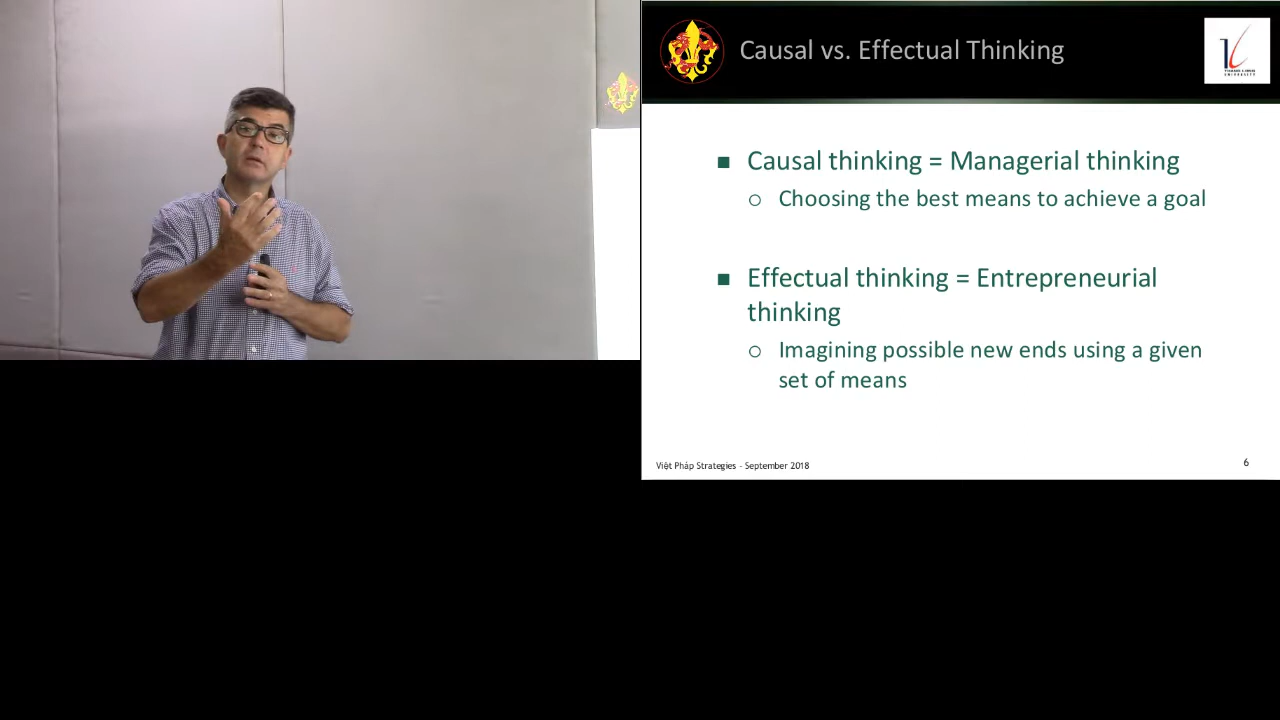 Causal vs. Effectual Thinking
■ Causal thinking = Managerial thinking
○ Choosing the best means to achieve a goal
■ Effectual thinking = Entrepreneurial
thinking
○ Imagining possible new ends using a given
set of means
Việt Pháp Strategies - September 2018
6